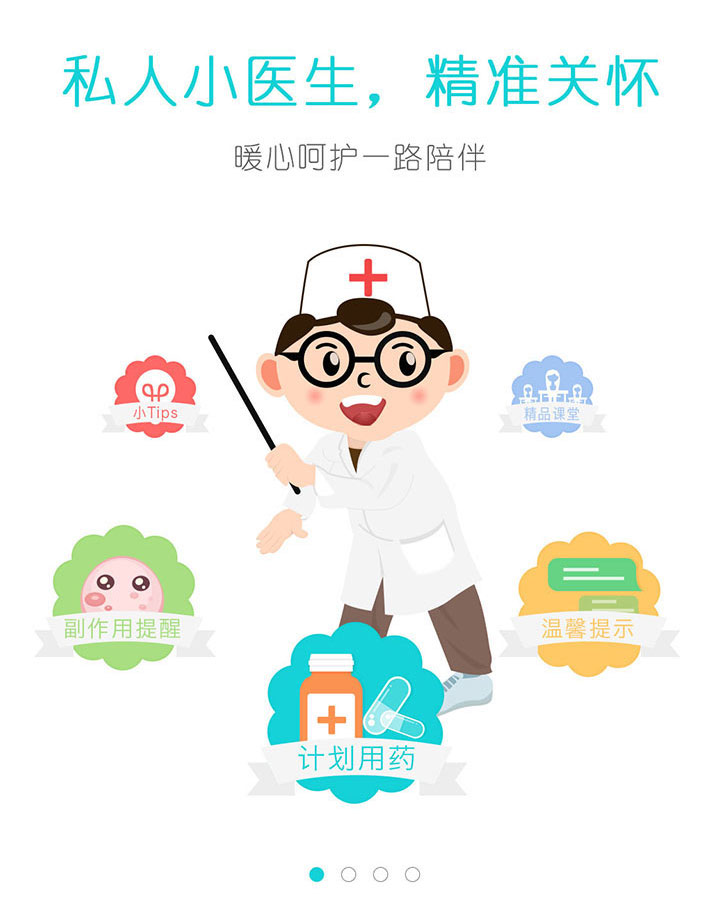 私人小医生，精准关怀
暖心呵护一路陪伴
小Tips
精品课堂
副作用提醒
温馨提示
计划用药